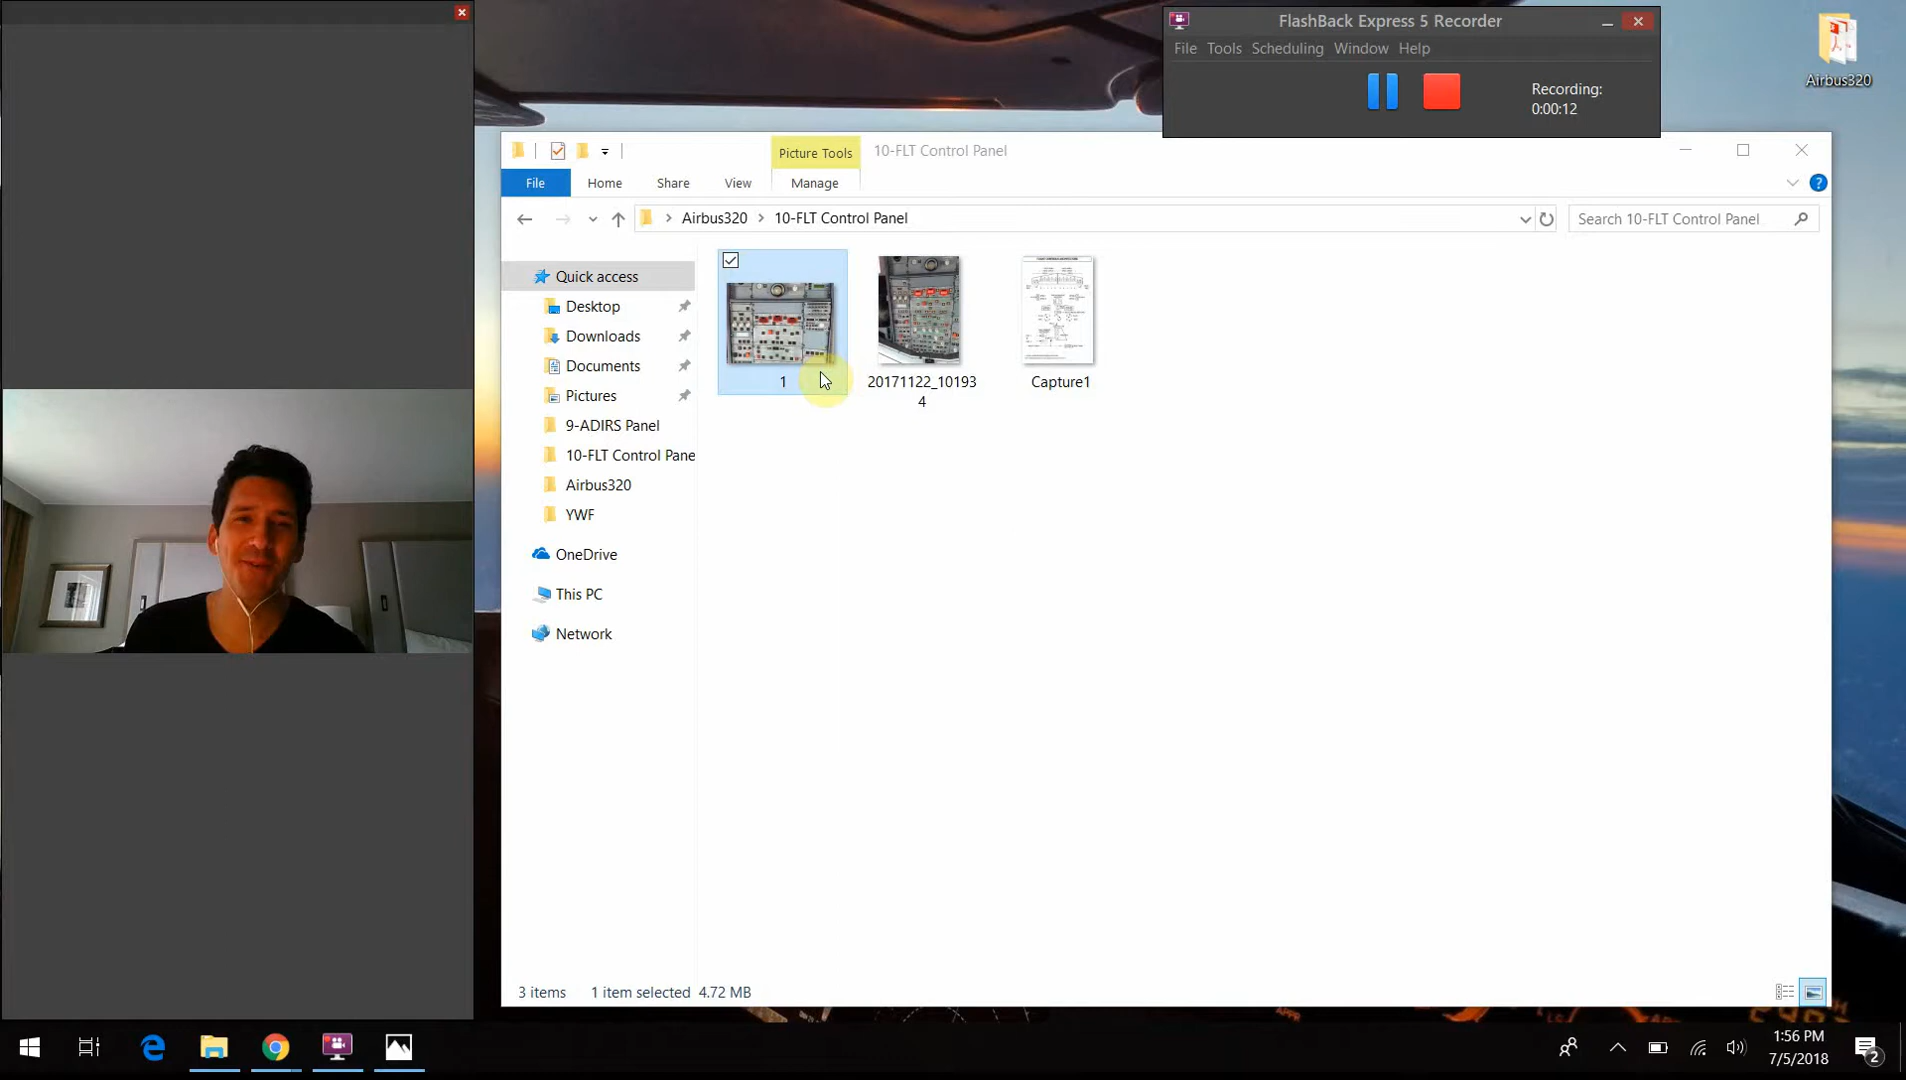 FlashBack Express 5 Recorder
File Tools Scheduling Window Help
Recording:
0:00:12
Airbus320
Picture Tools
10-FLT Control Panel
File
Home
Share
View
Manage
Airbus320
10-FLT Control Panel
Search 10-FLT Control Panel
Quick access
Desktop
Downloads
Documents
Pictures
9-ADIRS Panel
10-FLT Control Pane
Airbus320
YWF
OneDrive
This PC
Network
1
20171122_10193
4
Capture1
3 items
1 item selected 4.72 MB
APPR
1:56 PM
7/5/2018
2